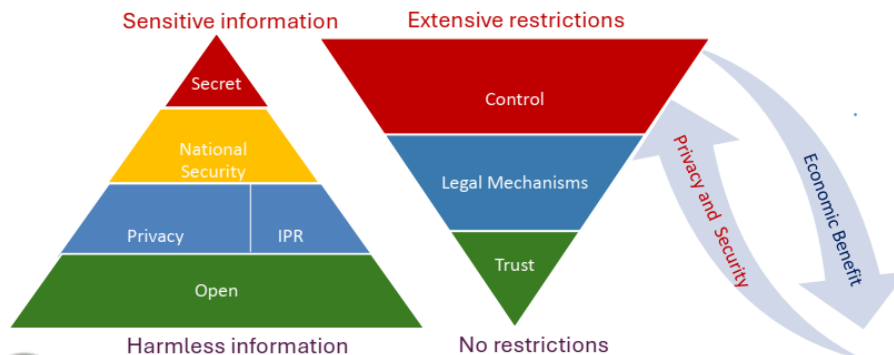 Sensitive information
Extensive restrictions
Secret
National
Security
Privacy
IPR
Open
Harmless information
Control
Legal Mechanisms
Trust
No restrictions
Privacy and Security
Economic Benefit